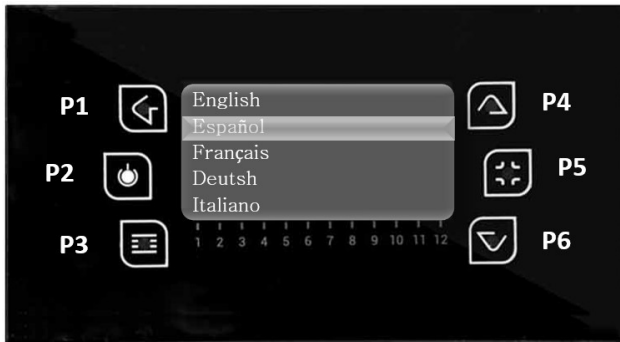 P1
P2
P3
English
Español
Français
Deutsh
Italiano
1 2 3 4 5 6 7 8 9 10 11 12
P4
P5
P6